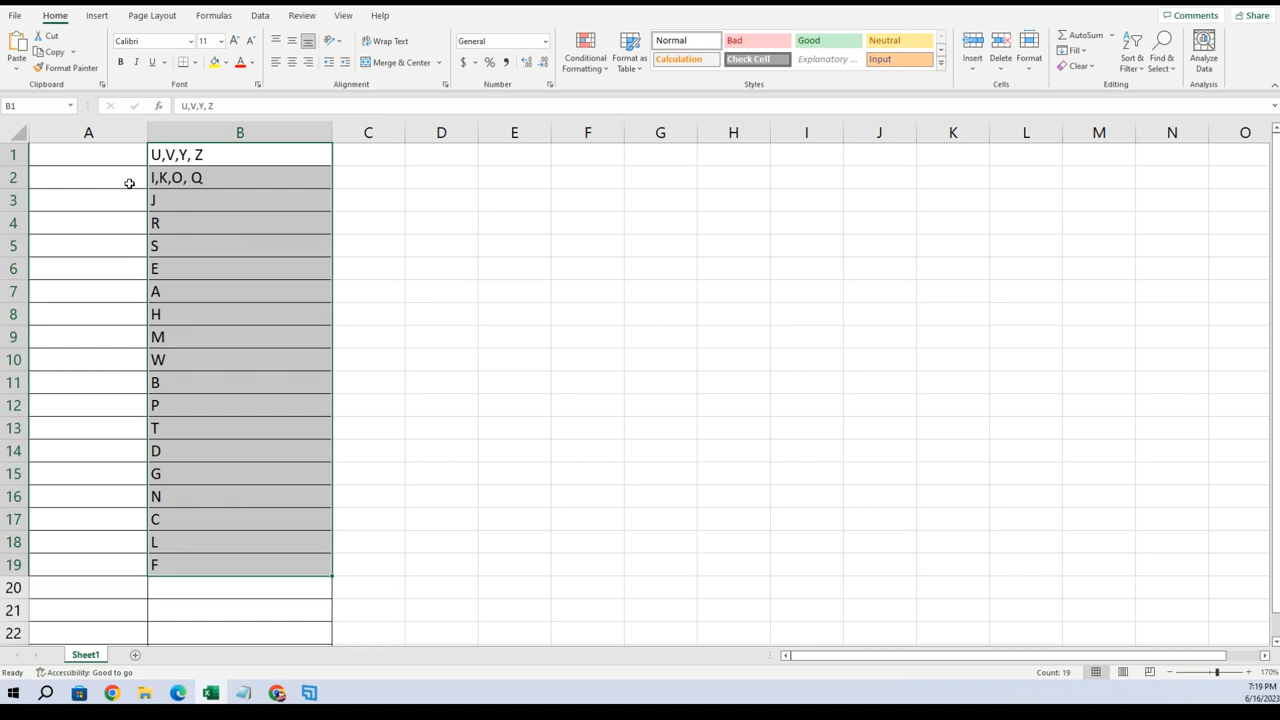 File Home Insert Page Layout Formulas Data Review View Help Comments Share
Cut
Copy
Format Painter
Paste
Calibri 11
B I U
Wrap Text
Merge & Center
General
$ % ,
Conditional Formatting
Format as Table
Normal Bad Good Neutral
Calculation Check Cell Explanatory ... Input
Insert Delete Format
AutoSum
Fill
Clear
Sort & Filter
Find & Select
Analyze Data
Clipboard Font Alignment Number Styles Cells Editing Analysis
B1 fx U,V,Y, Z
A B C D E F G H I J K L M N O
1 U,V,Y, Z
2 I,K,O, Q
3 J
4 R
5 S
6 E
7 A
8 H
9 M
10 W
11 B
12 P
13 T
14 D
15 G
16 N
17 C
18 L
19 F
20
21
22
Sheet1
Ready Accessibility: Good to go Count: 19 170%
7:19 PM
6/16/2023